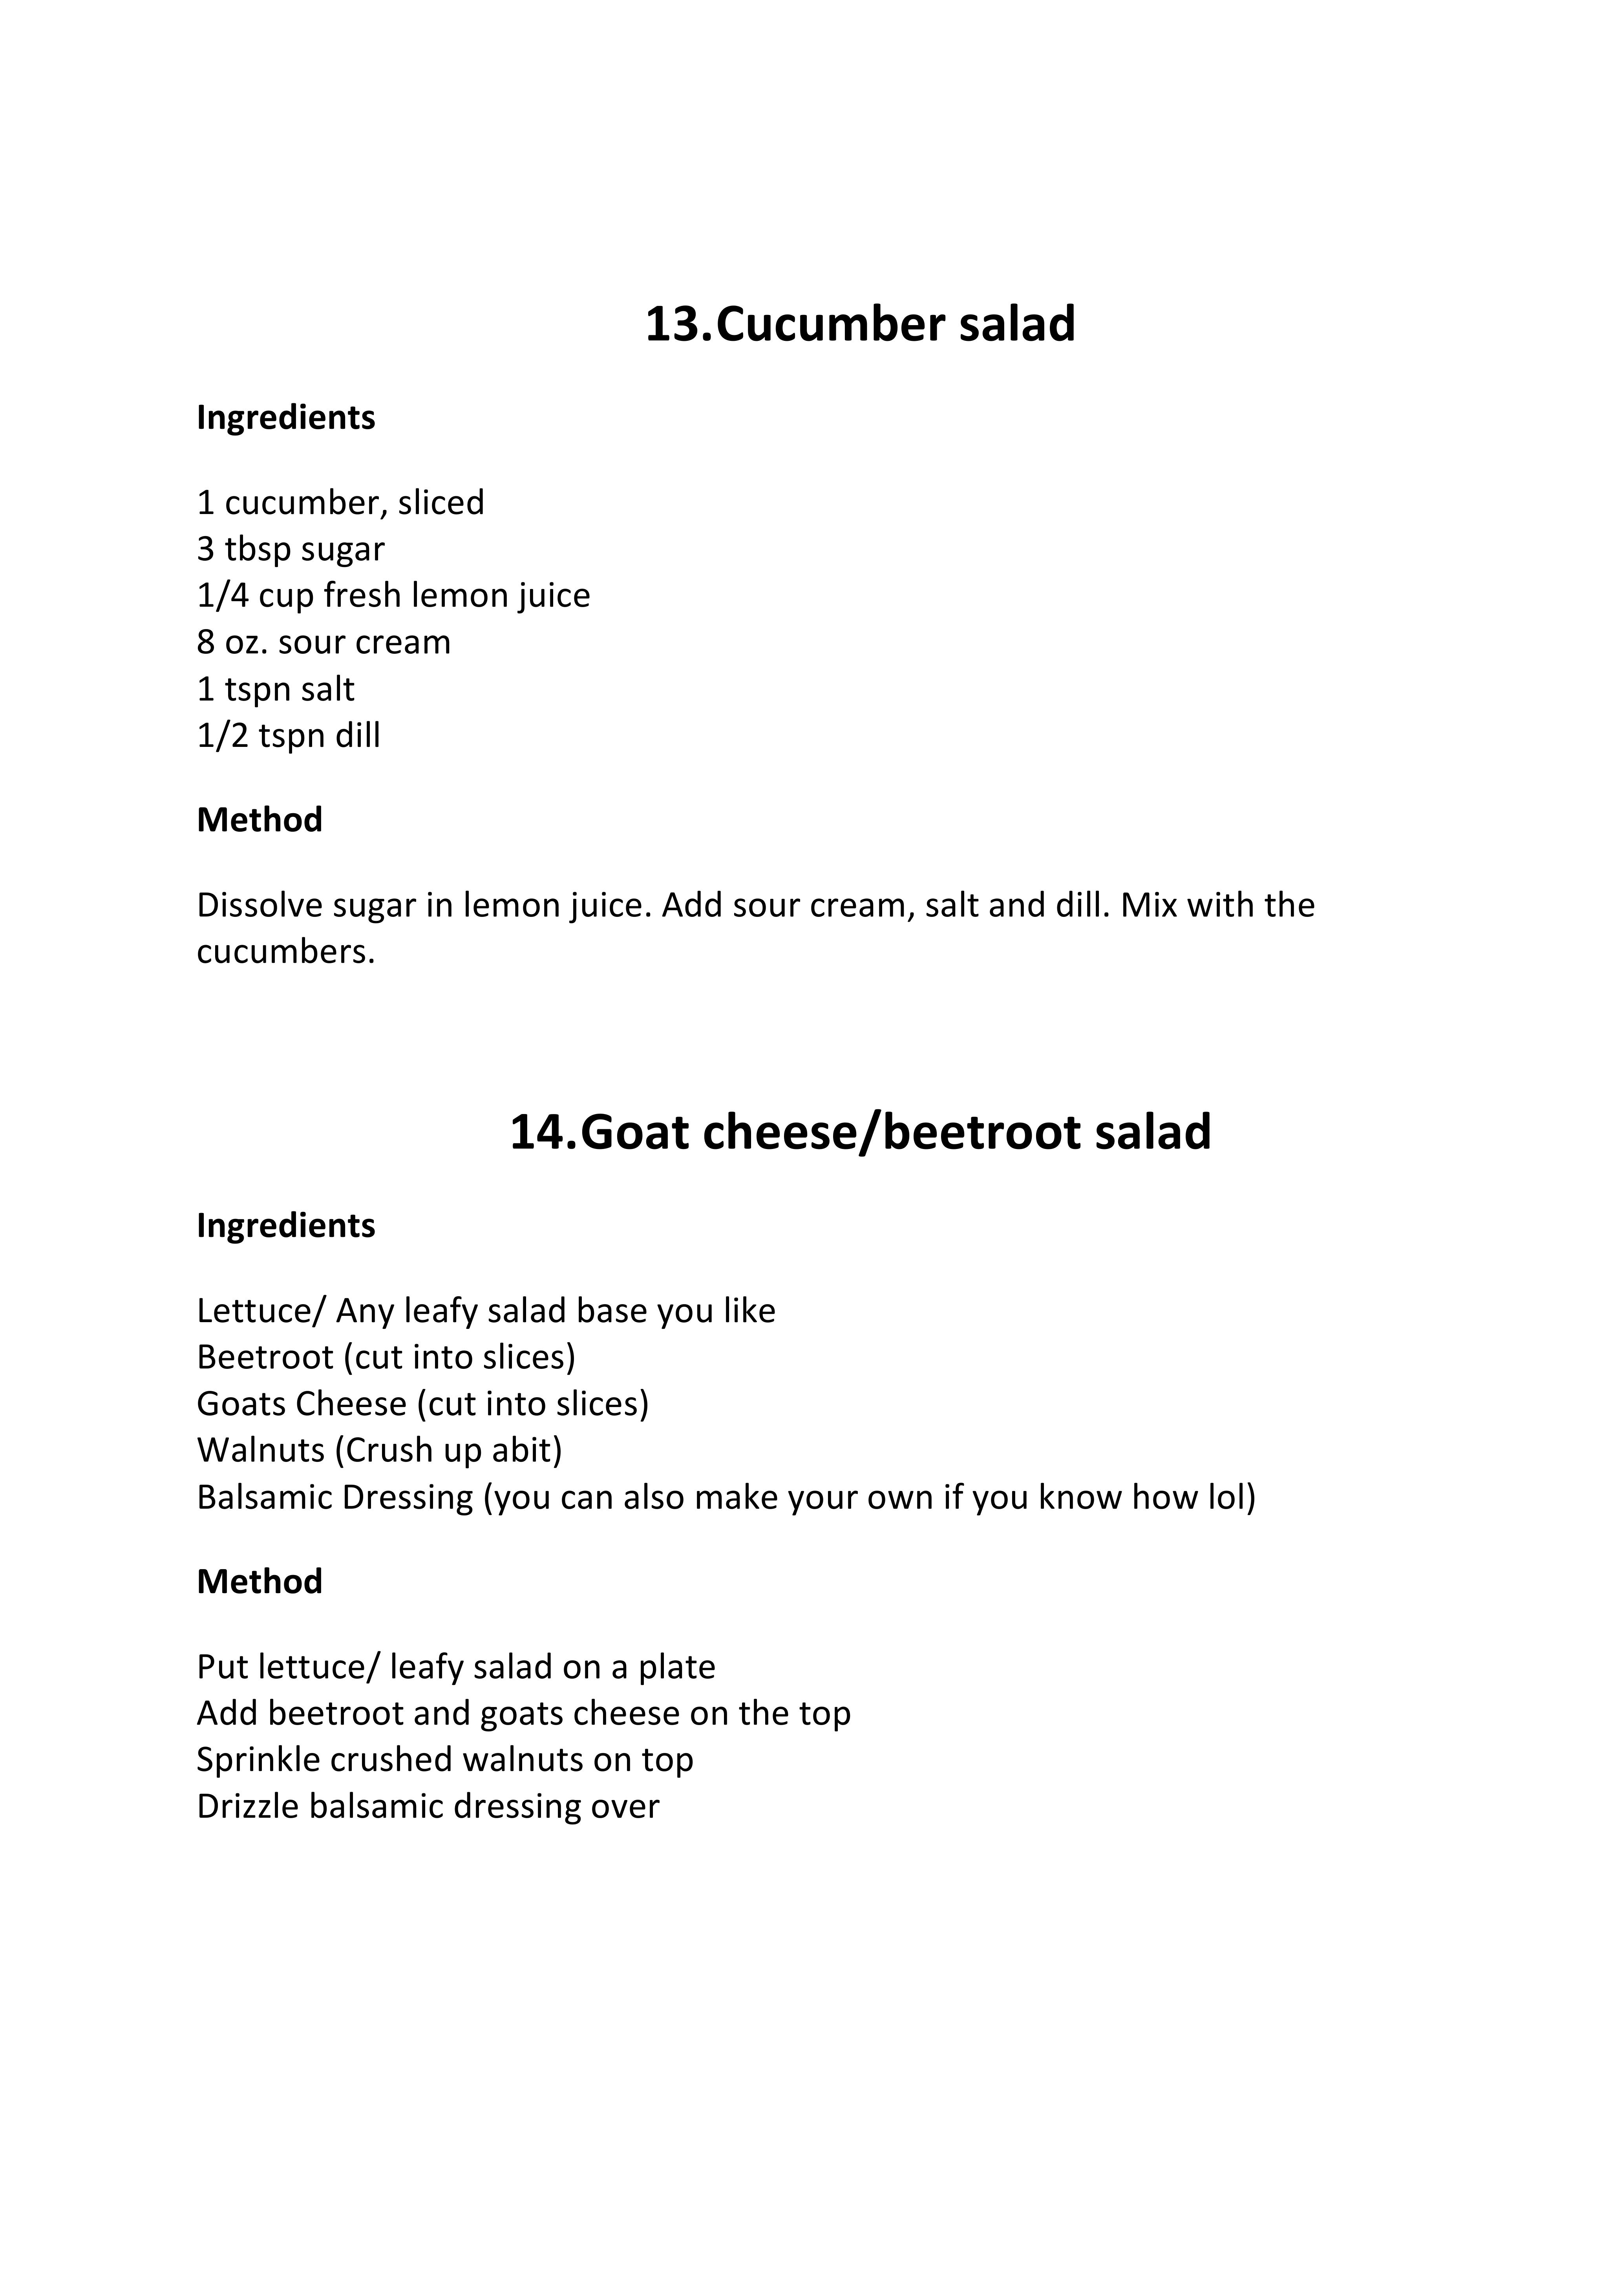 13.Cucumber salad
Ingredients
1 cucumber, sliced
3 tbsp sugar
1/4 cup fresh lemon juice
8 oz. sour cream
1 tspn salt
1/2 tspn dill
Method
Dissolve sugar in lemon juice. Add sour cream, salt and dill. Mix with the
cucumbers.
14.Goat cheese/beetroot salad
Ingredients
Lettuce/ Any leafy salad base you like
Beetroot (cut into slices)
Goats Cheese (cut into slices)
Walnuts (Crush up abit)
Balsamic Dressing (you can also make your own if you know how lol)
Method
Put lettuce/ leafy salad on a plate
Add beetroot and goats cheese on the top
Sprinkle crushed walnuts on top
Drizzle balsamic dressing over